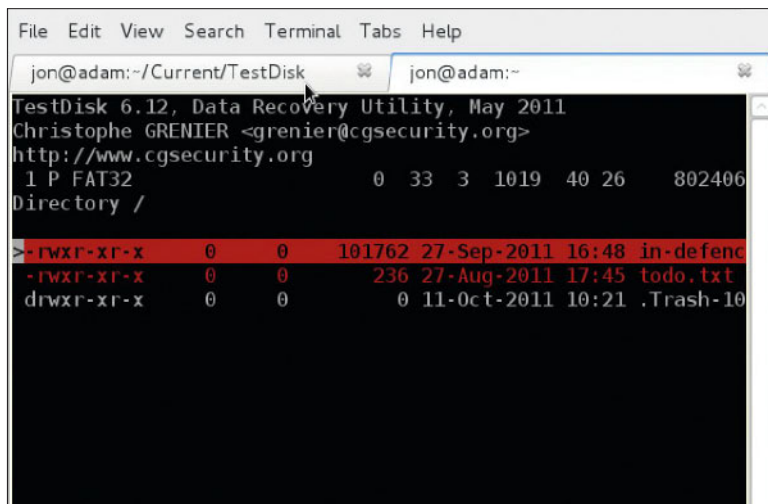 File Edit View Search Terminal Tabs Help
jon@adam:~/Current/TestDisk jon@adam:~
TestDisk 6.12, Data Recovery Utility, May 2011
Christophe GRENIER <grenier@cgsecurity.org>
http://www.cgsecurity.org
1 P FAT32 0 33 3 1019 40 26 802406
Directory /
>-rwxr-xr-x 0 0 101762 27-Sep-2011 16:48 in-defenc
-rwxr-xr-x 0 0 236 27-Aug-2011 17:45 todo.txt
drwxr-xr-x 0 0 0 11-Oct-2011 10:21 .Trash-10